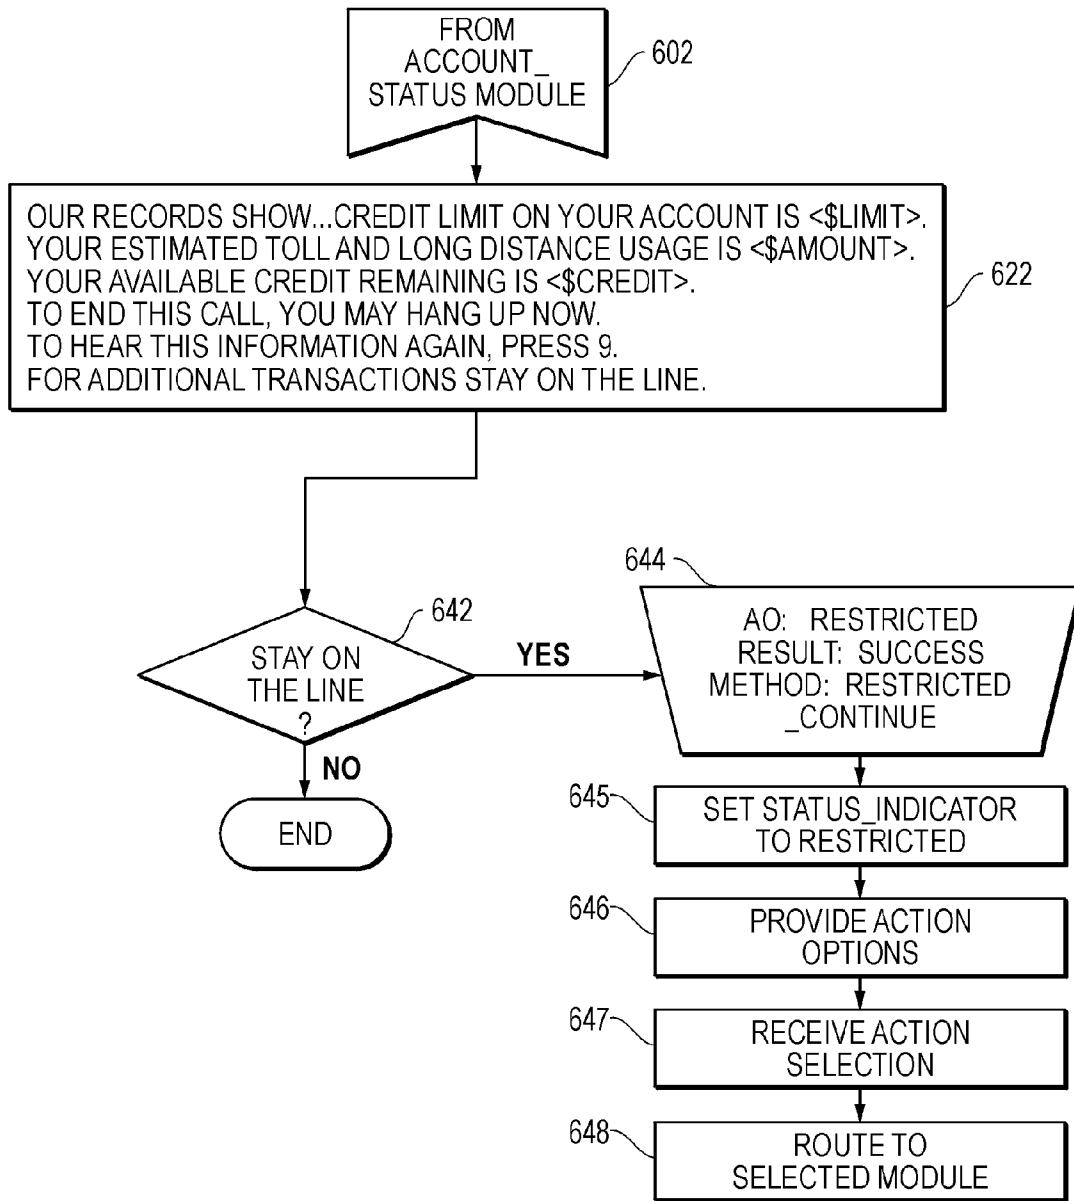 FROM
ACCOUNT_
STATUS MODULE
602
OUR RECORDS SHOW...CREDIT LIMIT ON YOUR ACCOUNT IS <$LIMIT>.
YOUR ESTIMATED TOLL AND LONG DISTANCE USAGE IS <$AMOUNT>.
YOUR AVAILABLE CREDIT REMAINING IS <$CREDIT>.
TO END THIS CALL, YOU MAY HANG UP NOW.
TO HEAR THIS INFORMATION AGAIN, PRESS 9.
FOR ADDITIONAL TRANSACTIONS STAY ON THE LINE.
622
642
STAY ON
THE LINE
?
YES
NO
END
644
AO: RESTRICTED
RESULT: SUCCESS
METHOD: RESTRICTED
_CONTINUE
645
SET STATUS_INDICATOR
TO RESTRICTED
646
PROVIDE ACTION
OPTIONS
647
RECEIVE ACTION
SELECTION
648
ROUTE TO
SELECTED MODULE